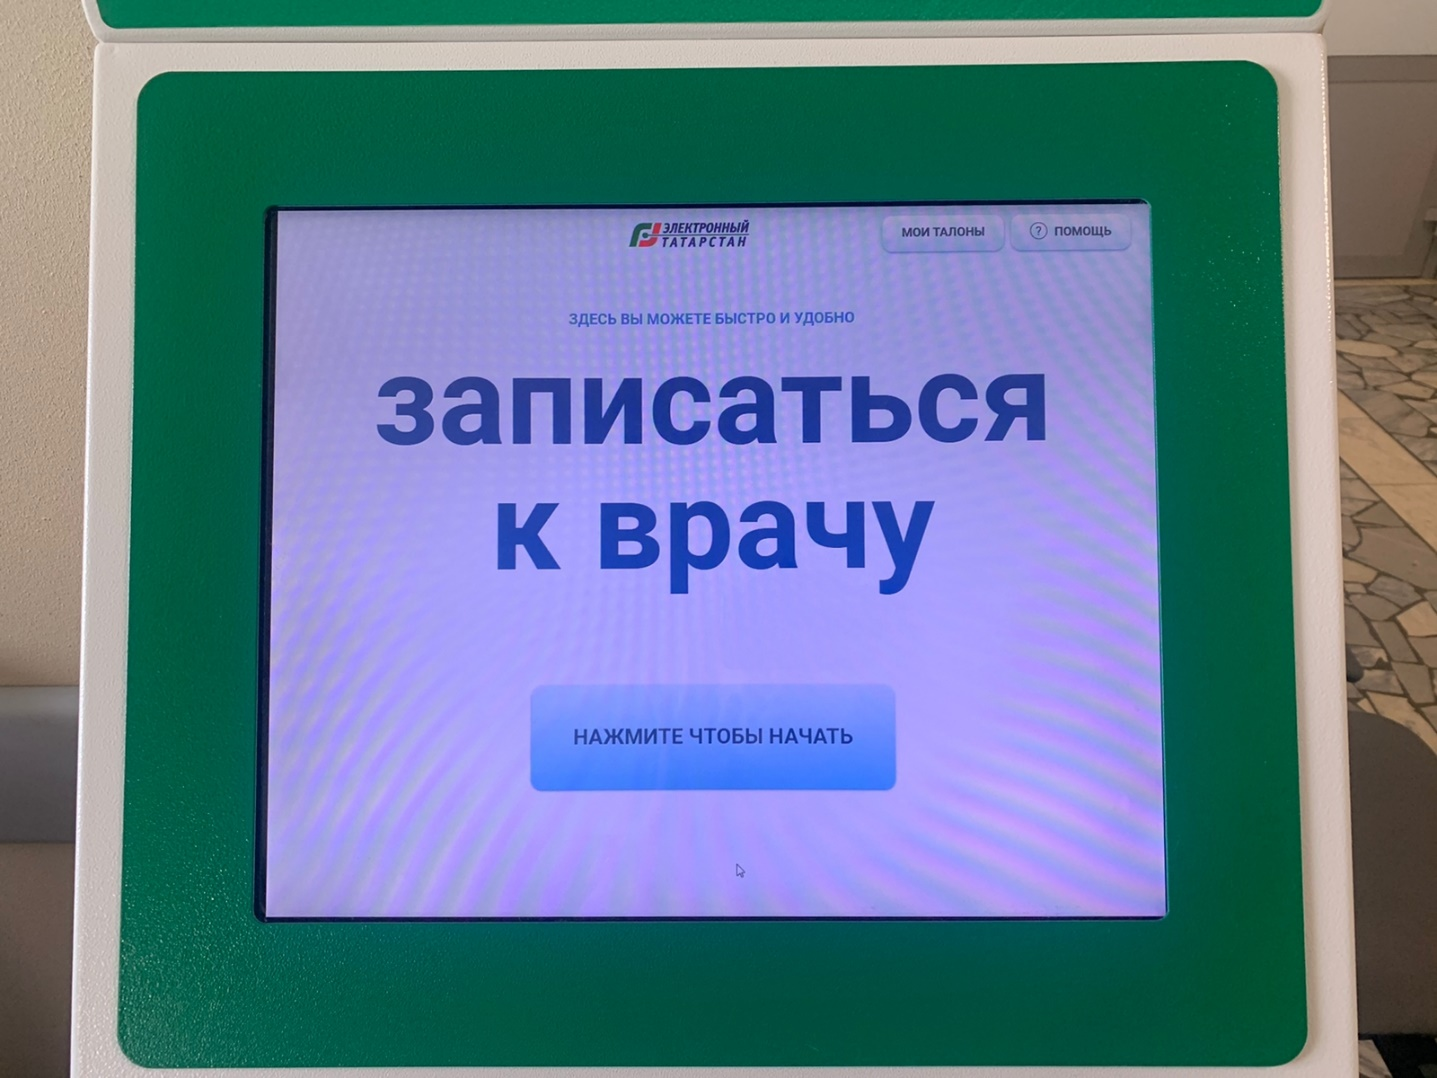 ЭЛЕКТРОННЫЙ
ТАТАРСТАН
МОИ ТАЛОНЫ
? ПОМОЩЬ
ЗДЕСЬ ВЫ МОЖЕТЕ БЫСТРО И УДОБНО
записаться
к врачу
НАЖМИТЕ ЧТОБЫ НАЧАТЬ